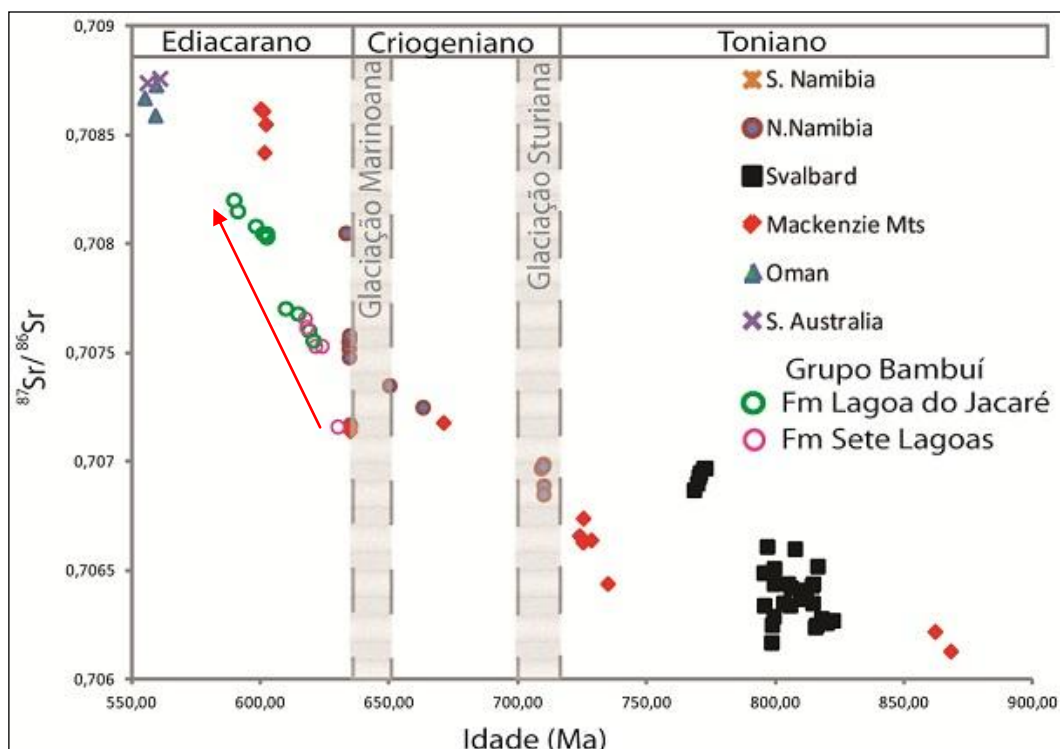 0,709
0,7085
0,708
0,7075
0,707
0,7065
0,706
87Sr/ 86Sr
Ediacarano
Criogeniano
Toniano
Glaciação Marinoana
Glaciação Sturiana
S. Namibia
N.Namibia
Svalbard
Mackenzie Mts
Oman
S. Australia
Grupo Bambuí
Fm Lagoa do Jacaré
Fm Sete Lagoas
550,00 600,00 650,00 700,00 750,00 800,00 850,00 900,00
Idade (Ma)